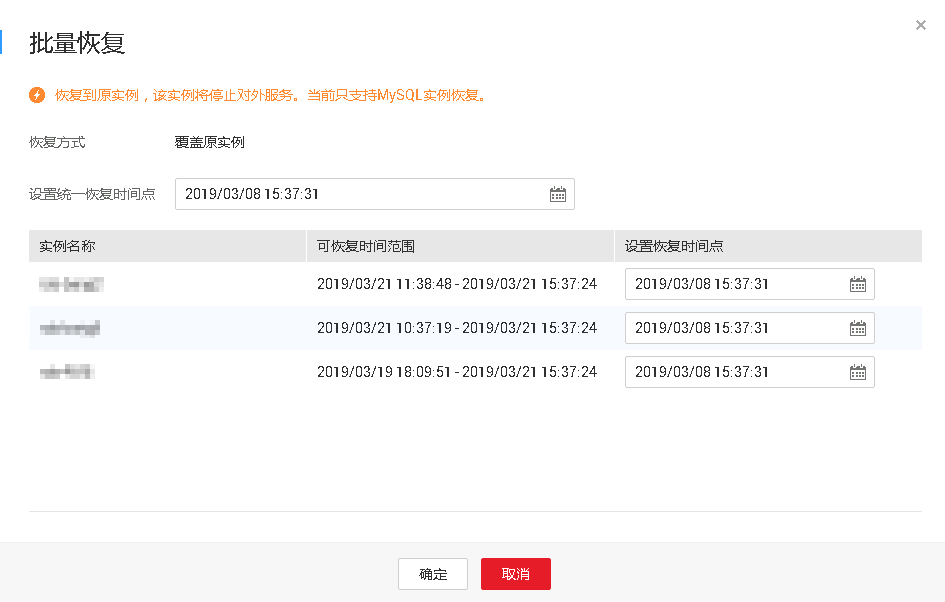 批量恢复
恢复到原实例，该实例将停止对外服务。当前只支持MySQL实例恢复。
恢复方式 覆盖原实例
设置统一恢复时间点 2019/03/08 15:37:31
实例名称 可恢复时间范围 设置恢复时间点
2019/03/21 11:38:48 - 2019/03/21 15:37:24 2019/03/08 15:37:31
2019/03/21 10:37:19 - 2019/03/21 15:37:24 2019/03/08 15:37:31
2019/03/19 18:09:51 - 2019/03/21 15:37:24 2019/03/08 15:37:31
确定 取消